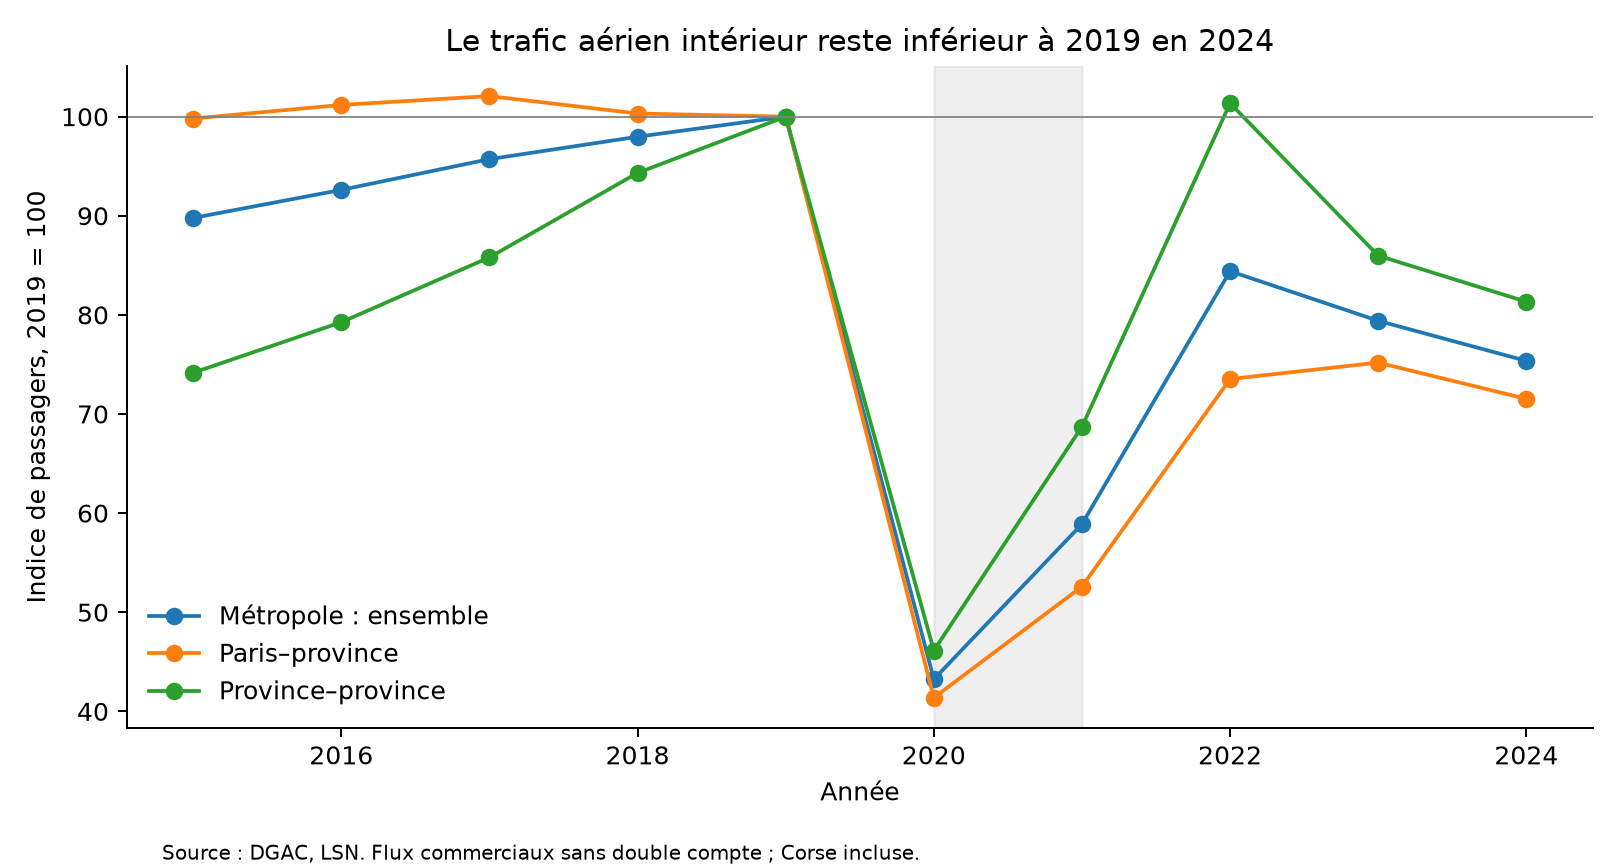 Le trafic aérien intérieur reste inférieur à 2019 en 2024
Indice de passagers, 2019 = 100
100
90
80
70
60
50
40
Métropole : ensemble
Paris–province
Province–province
2016
2018
2020
2022
2024
Année
Source : DGAC, LSN. Flux commerciaux sans double compte ; Corse incluse.